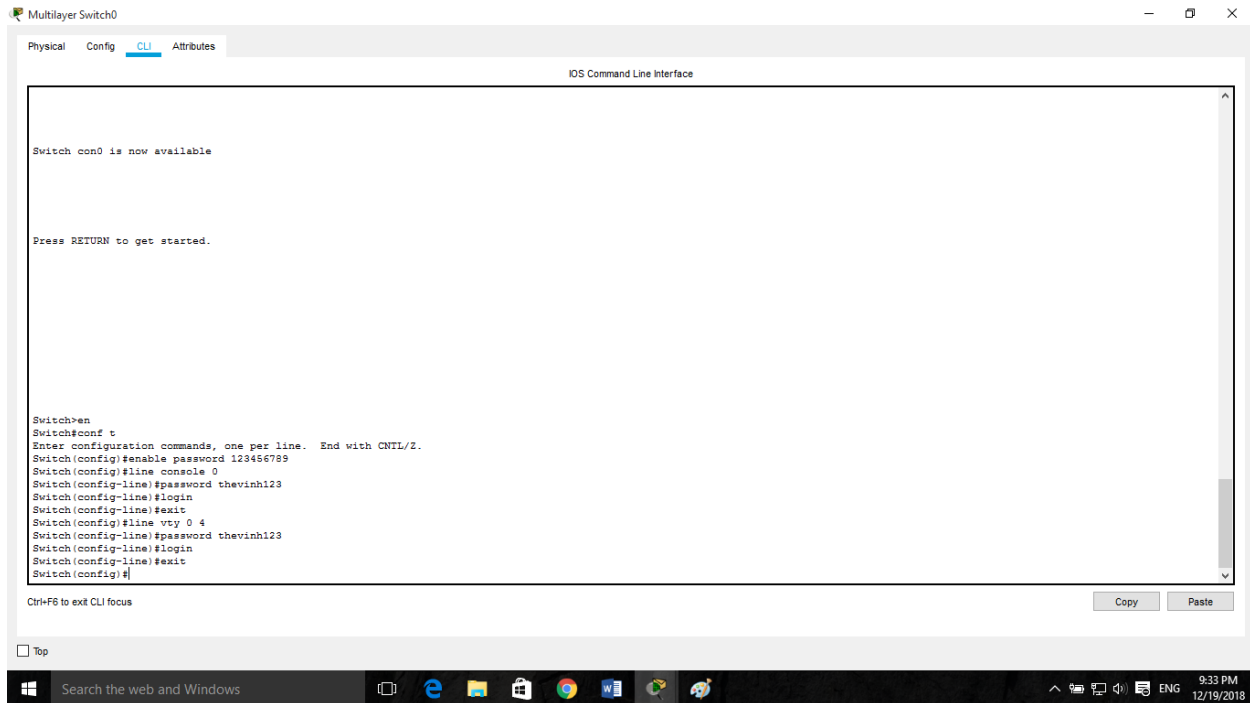 Multilayer Switch0
Physical Config CLI Attributes
IOS Command Line Interface
Switch con0 is now available
Press RETURN to get started.
Switch>en
Switch#conf t
Enter configuration commands, one per line. End with CNTL/Z.
Switch(config)#enable password 123456789
Switch(config)#line console 0
Switch(config-line)#password thevinh123
Switch(config-line)#login
Switch(config-line)#exit
Switch(config)#line vty 0 4
Switch(config-line)#password thevinh123
Switch(config-line)#login
Switch(config-line)#exit
Switch(config)#
Ctrl+F6 to exit CLI focus
Copy Paste
Top
Search the web and Windows
ENG
9:33 PM
12/19/2018